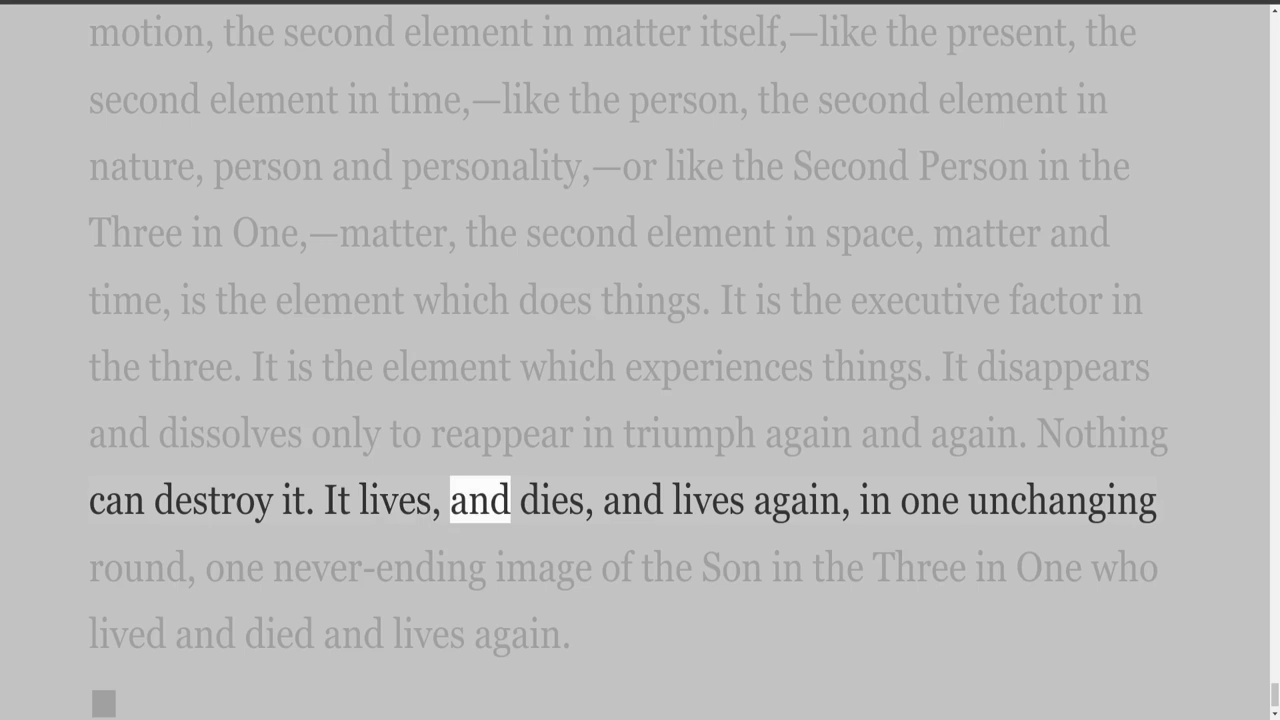 motion, the second element in matter itself,—like the present, the
second element in time,—like the person, the second element in
nature, person and personality,—or like the Second Person in the
Three in One,—matter, the second element in space, matter and
time, is the element which does things. It is the executive factor in
the three. It is the element which experiences things. It disappears
and dissolves only to reappear in triumph again and again. Nothing
can destroy it. It lives, and dies, and lives again, in one unchanging
round, one never-ending image of the Son in the Three in One who
lived and died and lives again.